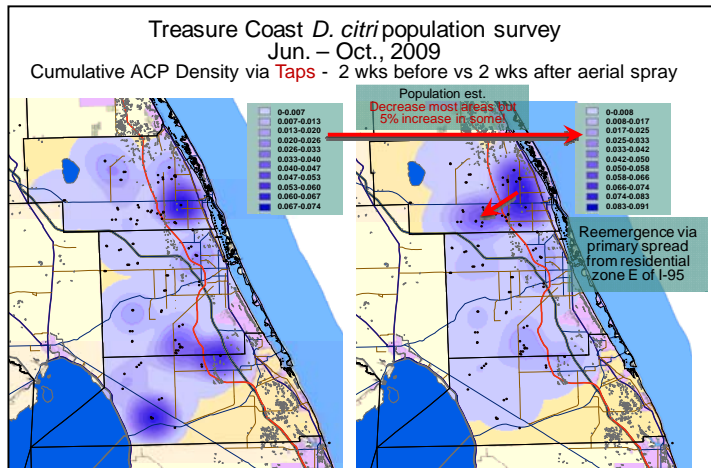 Treasure Coast D. citri population survey
Jun. – Oct., 2009
Cumulative ACP Density via Taps - 2 wks before vs 2 wks after aerial spray
Population est.
Decrease most areas but
5% increase in some!
0-0.007
0.007-0.013
0.013-0.020
0.020-0.026
0.026-0.033
0.033-0.040
0.040-0.047
0.047-0.053
0.053-0.060
0.060-0.067
0.067-0.074
0-0.008
0.008-0.017
0.017-0.025
0.025-0.033
0.033-0.042
0.042-0.050
0.050-0.058
0.058-0.066
0.066-0.074
0.074-0.083
0.083-0.091
Reemergence via
primary spread
from residential
zone E of I-95